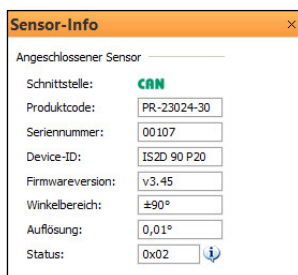 Sensor-Info ×
Angeschlossener Sensor
Schnittstelle: CAN
Produktcode: PR-23024-30
Seriennummer: 00107
Device-ID: IS2D 90 P20
Firmwareversion: v3.45
Winkelbereich: ±90°
Auflösung: 0,01°
Status: 0x02